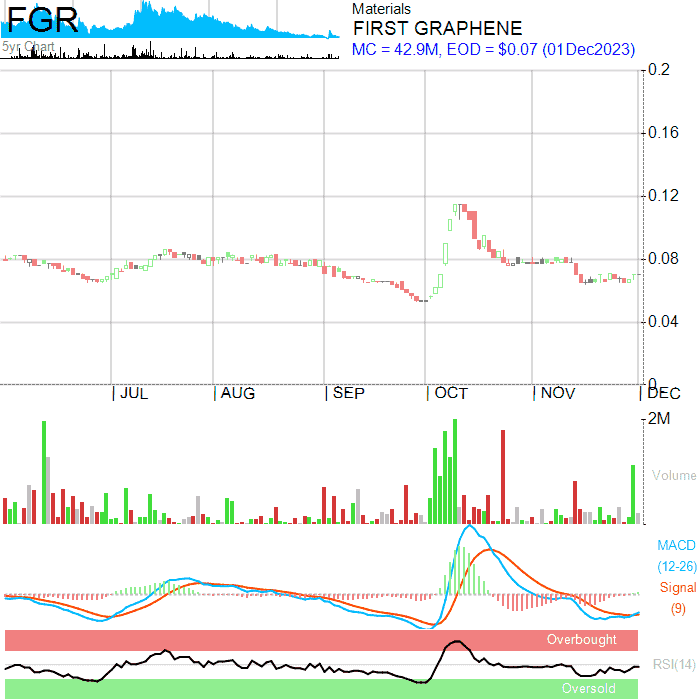 FGR
5yr Chart
Materials
FIRST GRAPHENE
MC = 42.9M, EOD = $0.07 (01Dec2023)
0.2
0.16
0.12
0.08
0.04
0
JUL AUG SEP OCT NOV DEC
2M
Volume
MACD
(12-26)
Signal
(9)
Overbought
RSI(14)
Oversold